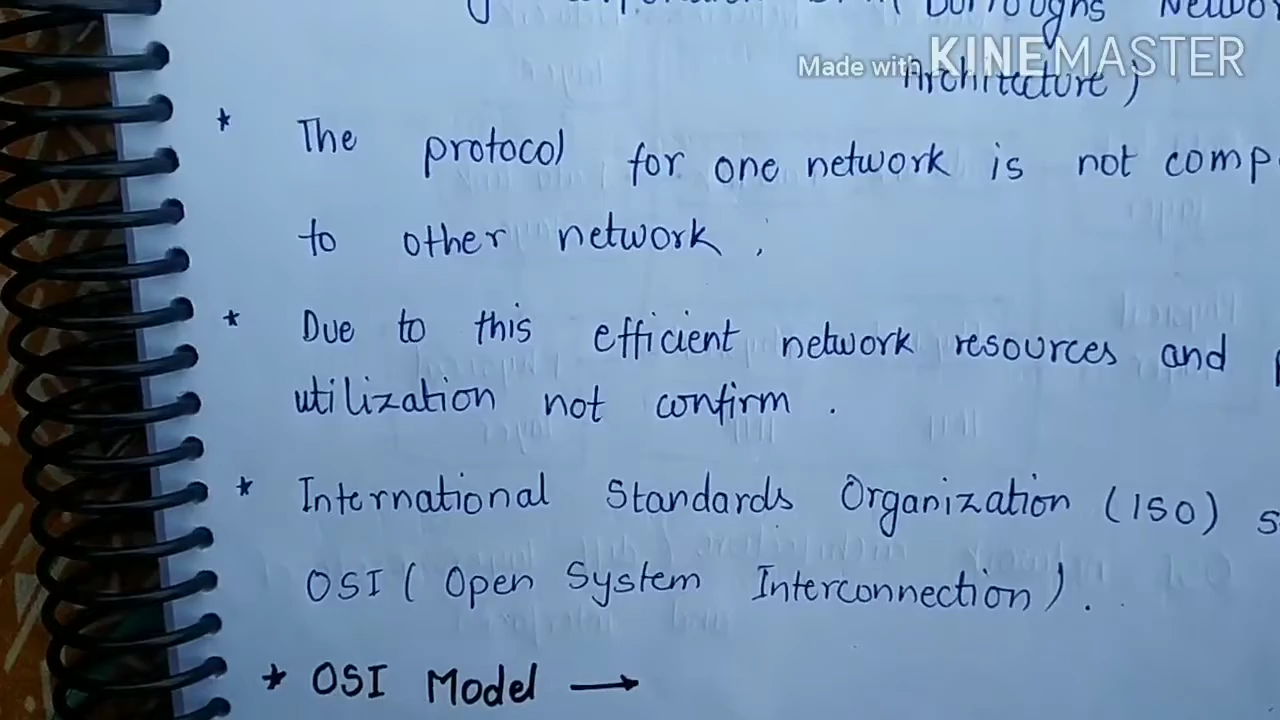 (Burroughs
Made with KINEMASTER
Architecture)
* The protocol for one network is not comp
to other network.
* Due to this efficient network resources and
utilization not confirm.
* International Standards Organization (ISO) s
OSI ( Open System Interconnection ).
* OSI Model →